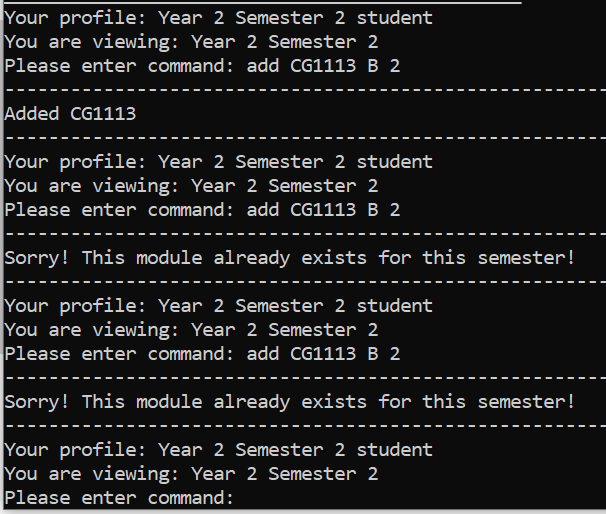 Your profile: Year 2 Semester 2 student
You are viewing: Year 2 Semester 2
Please enter command: add CG1113 B 2
-------------------------------------------------------
Added CG1113
-------------------------------------------------------
Your profile: Year 2 Semester 2 student
You are viewing: Year 2 Semester 2
Please enter command: add CG1113 B 2
-------------------------------------------------------
Sorry! This module already exists for this semester!
-------------------------------------------------------
Your profile: Year 2 Semester 2 student
You are viewing: Year 2 Semester 2
Please enter command: add CG1113 B 2
-------------------------------------------------------
Sorry! This module already exists for this semester!
-------------------------------------------------------
Your profile: Year 2 Semester 2 student
You are viewing: Year 2 Semester 2
Please enter command: